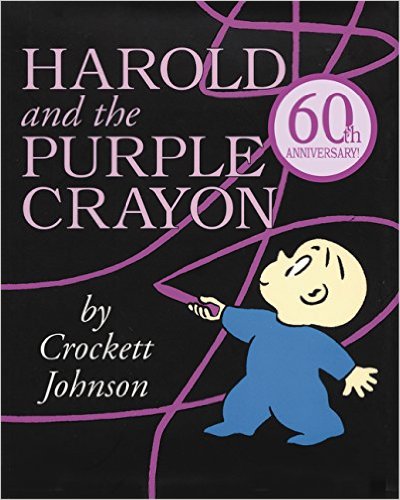 HAROLD
and the
PURPLE
CRAYON
60th
ANNIVERSARY!
by
Crockett
Johnson